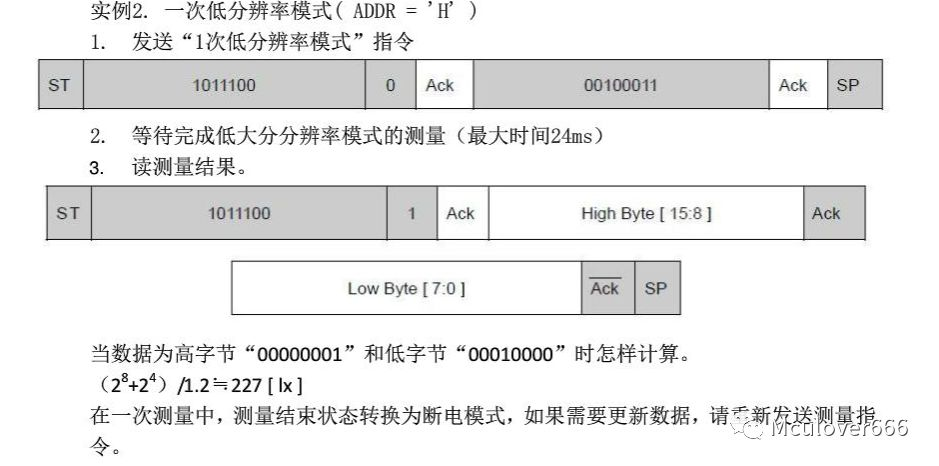 实例2. 一次低分辨率模式( ADDR = 'H' )
1. 发送“1次低分辨率模式”指令
ST 1011100 0 Ack 00100011 Ack SP
2. 等待完成低大分分辨率模式的测量（最大时间24ms）
3. 读测量结果。
ST 1011100 1 Ack High Byte [ 15:8 ] Ack
Low Byte [ 7:0 ] Ack SP
当数据为高字节“00000001”和低字节“00010000”时怎样计算。
（2⁸+2⁴）/1.2≒227 [ lx ]
在一次测量中，测量结束状态转换为断电模式，如果需要更新数据，请重新发送测量指
令。
Mculover666